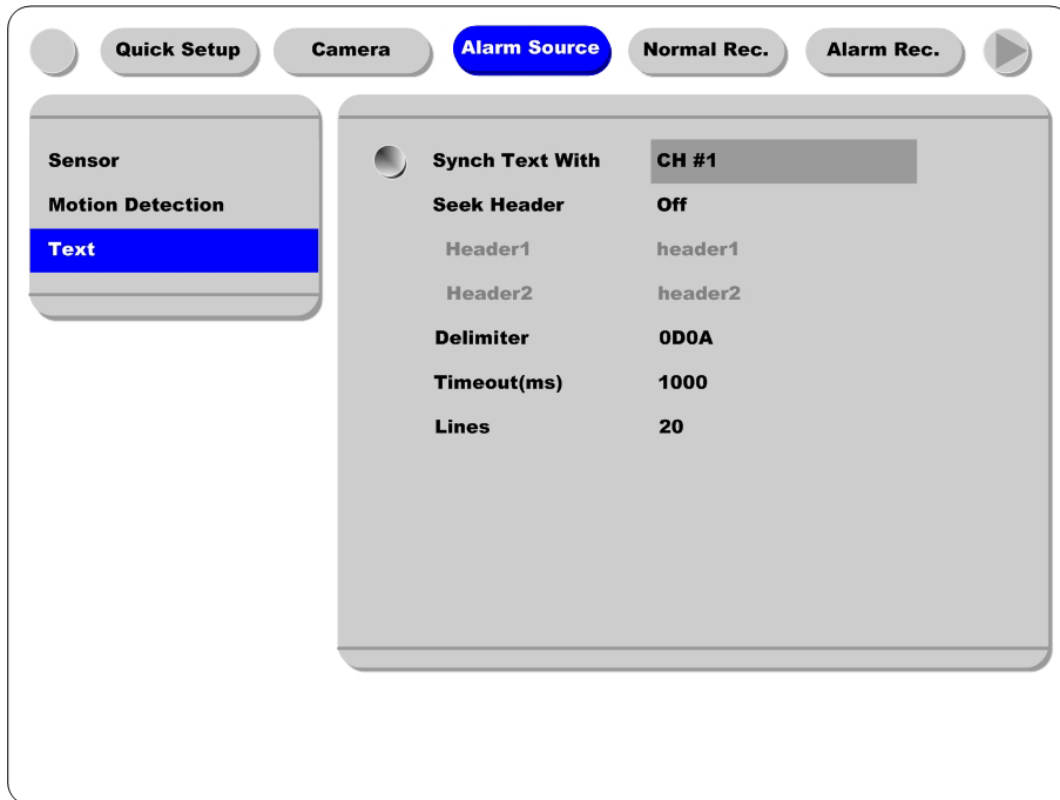 Quick Setup Camera Alarm Source Normal Rec. Alarm Rec.
Sensor
Motion Detection
Text
Synch Text With CH #1
Seek Header Off
Header1 header1
Header2 header2
Delimiter 0D0A
Timeout(ms) 1000
Lines 20